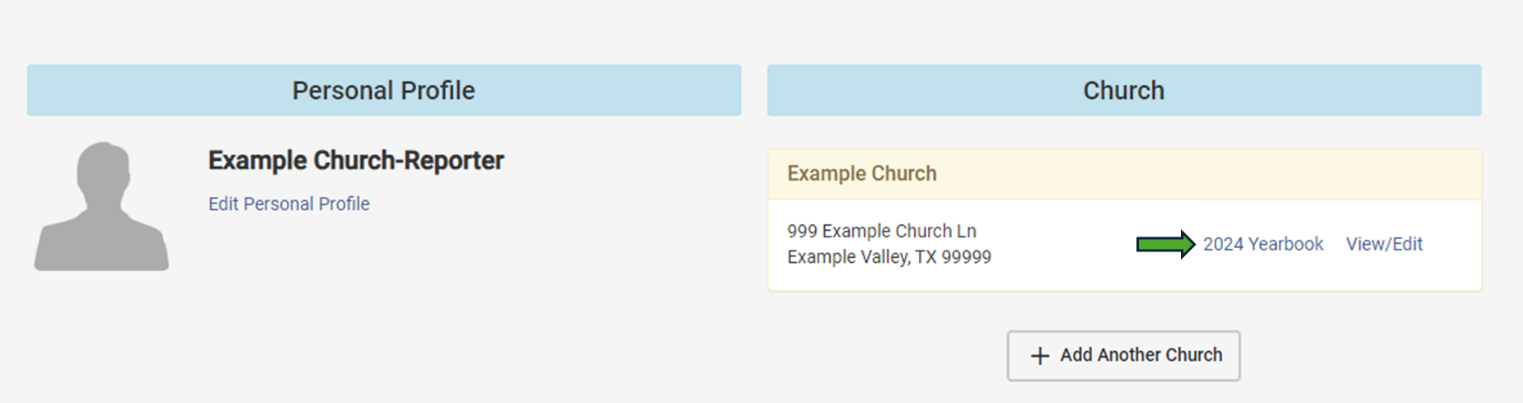 Personal Profile
Example Church-Reporter
Edit Personal Profile
Church
Example Church
999 Example Church Ln
Example Valley, TX 99999
2024 Yearbook
View/Edit
+ Add Another Church